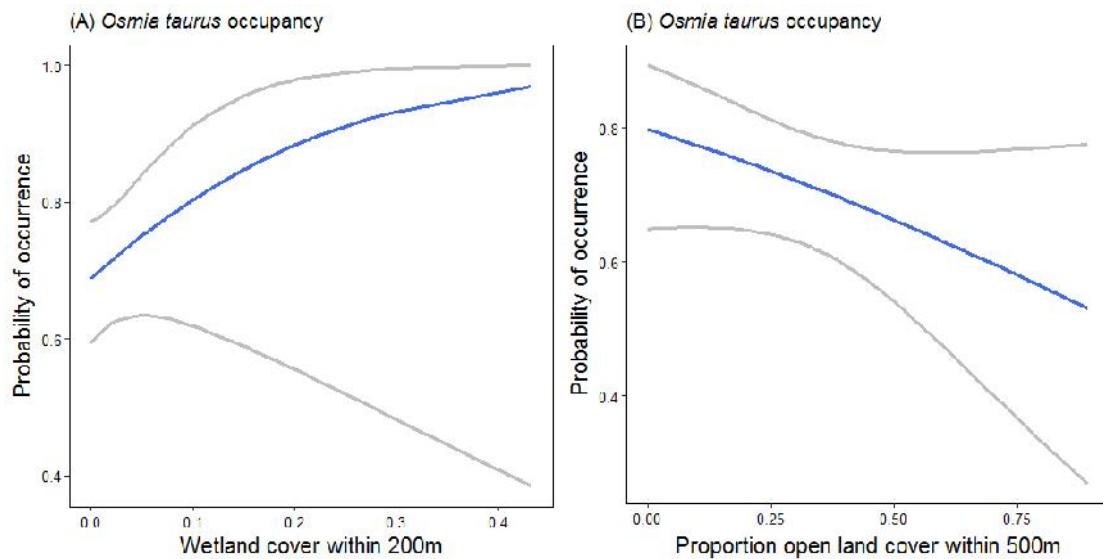 (A) Osmia taurus occupancy
Probability of occurrence
1.0
0.8
0.6
0.4
0.0
0.1
0.2
0.3
0.4
Wetland cover within 200m
(B) Osmia taurus occupancy
Probability of occurrence
0.8
0.6
0.4
0.00
0.25
0.50
0.75
Proportion open land cover within 500m